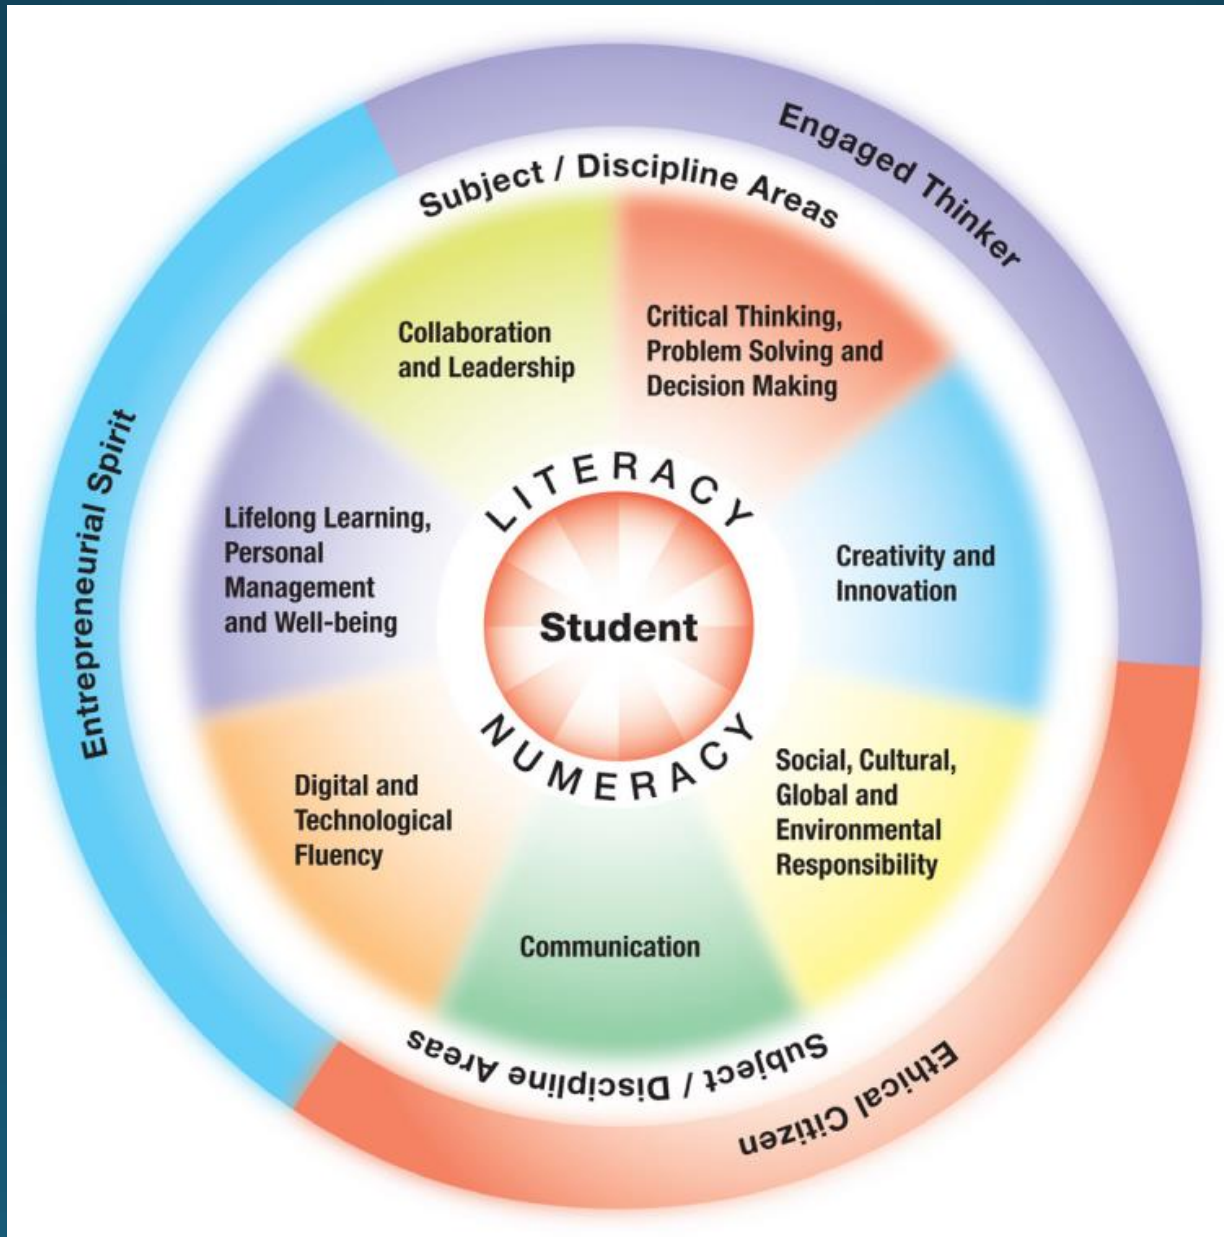 Engaged Thinker
Subject / Discipline Areas
Collaboration
and Leadership
Critical Thinking,
Problem Solving and
Decision Making
Entrepreneurial Spirit
Lifelong Learning,
Personal
Management
and Well-being
LITERACY
Student
NUMERACY
Creativity and
Innovation
Digital and
Technological
Fluency
Social, Cultural,
Global and
Environmental
Responsibility
Communication
Subject / Discipline Areas
Ethical Citizen